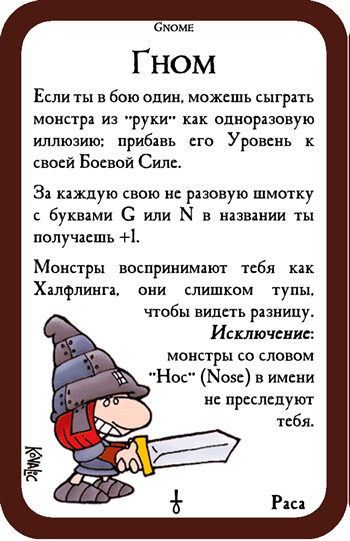 Gnome
Гном
Если ты в бою один, можешь сыграть
монстра из "руки" как одноразовую
иллюзию; прибавь его Уровень к
своей Боевой Силе.
За каждую свою не разовую шмотку
с буквами G или N в названии ты
получаешь +1.
Монстры воспринимают тебя как
Халфлинга, они слишком тупы,
чтобы видеть разницу.
Исключение:
монстры со словом
"Нос" (Nose) в имени
не преследуют
тебя.
Kovalic
Раса